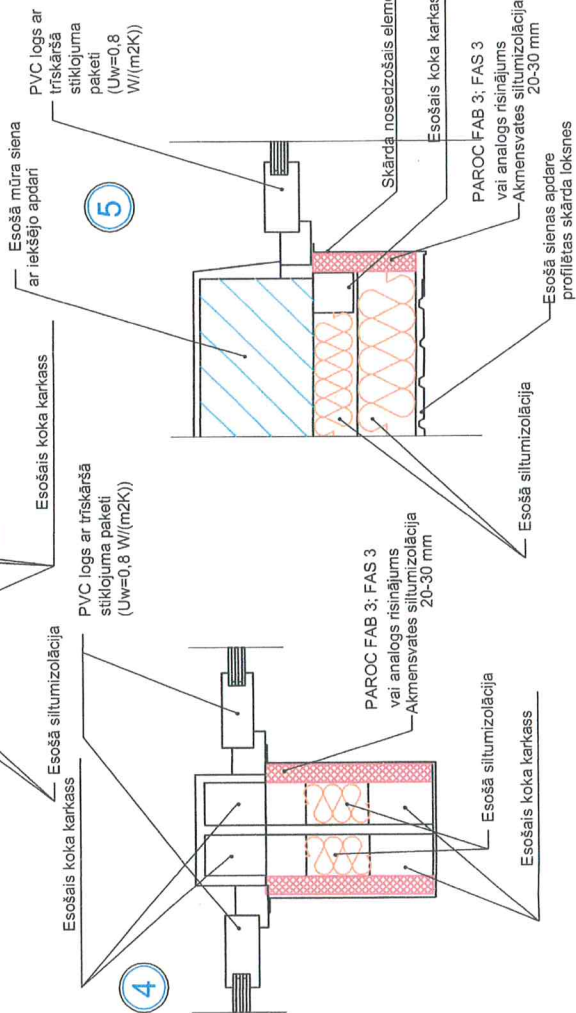 Esošais koka karkass
Esošā siltumizolācija
PVC logs ar trīskāršā
stiklojuma paketi
(Uw=0,8 W/(m2K))
Esošais koka karkass
4
PAROC FAB 3; FAS 3
vai analogs risinājums
Akmensvates siltumizolācija
20-30 mm
Esošā siltumizolācija
Esošais koka karkass
Esošā mūra siena
ar iekšējo apdari
PVC logs ar
trīskāršā
stiklojuma
paketi
(Uw=0,8
W/(m2K))
5
Skārda nosedzošais elem
Esošais koka karkas
PAROC FAB 3; FAS 3
vai analogs risinājums
Akmensvates siltumizolācija
20-30 mm
Esošā sienas apdare
profilētas skārda loksnes
Esošā siltumizolācija